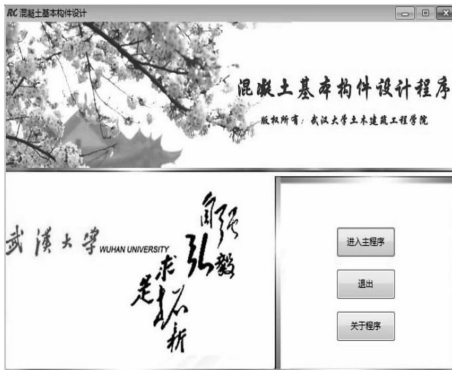 RC 混凝土基本构件设计
混凝土基本构件设计程序
版权所有：武汉大学土木建筑工程学院
武漢大学 WUHAN UNIVERSITY
自强
弘毅
求是
拓新
进入主程序
退出
关于程序